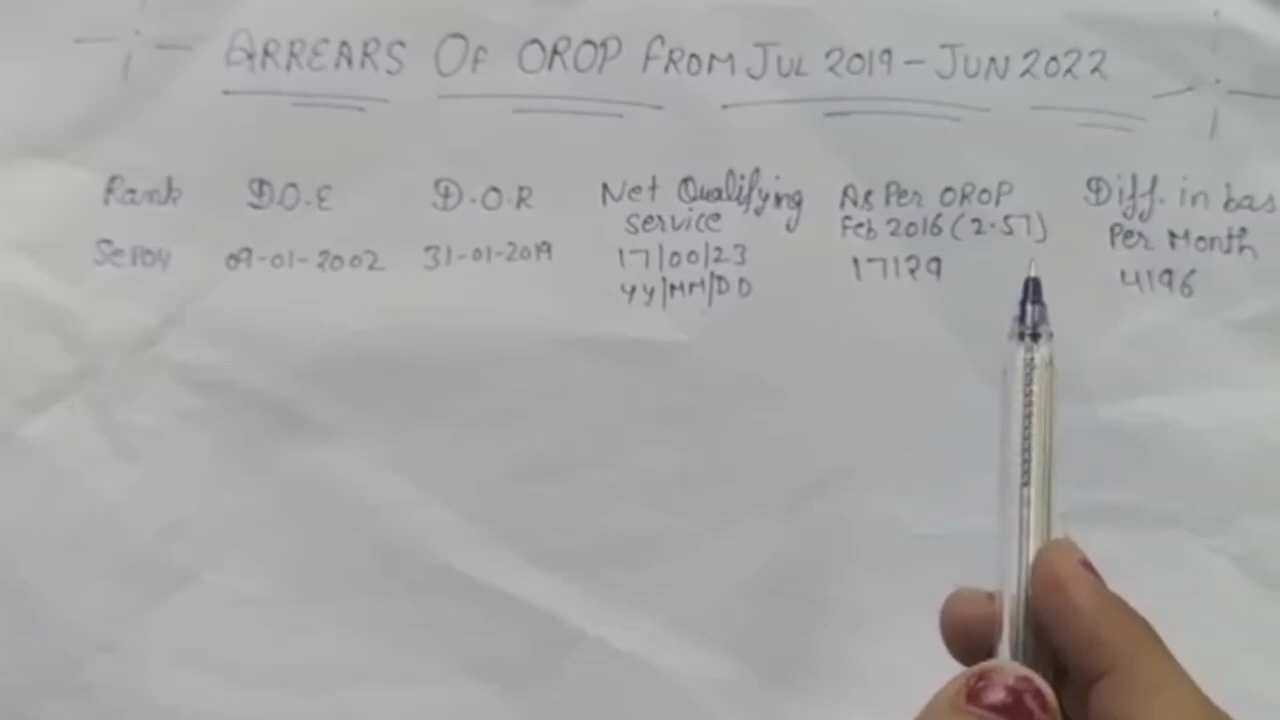 ARREARS OF OROP FROM JUL 2019 - JUN 2022
Rank D.O.E D.O.R Net Qualifying As Per OROP Diff. in bas
service Feb 2016 (2.57) Per Month
Sepoy 09-01-2002 31-01-2019 17/00/23 17129 4196
YY/MM/DD